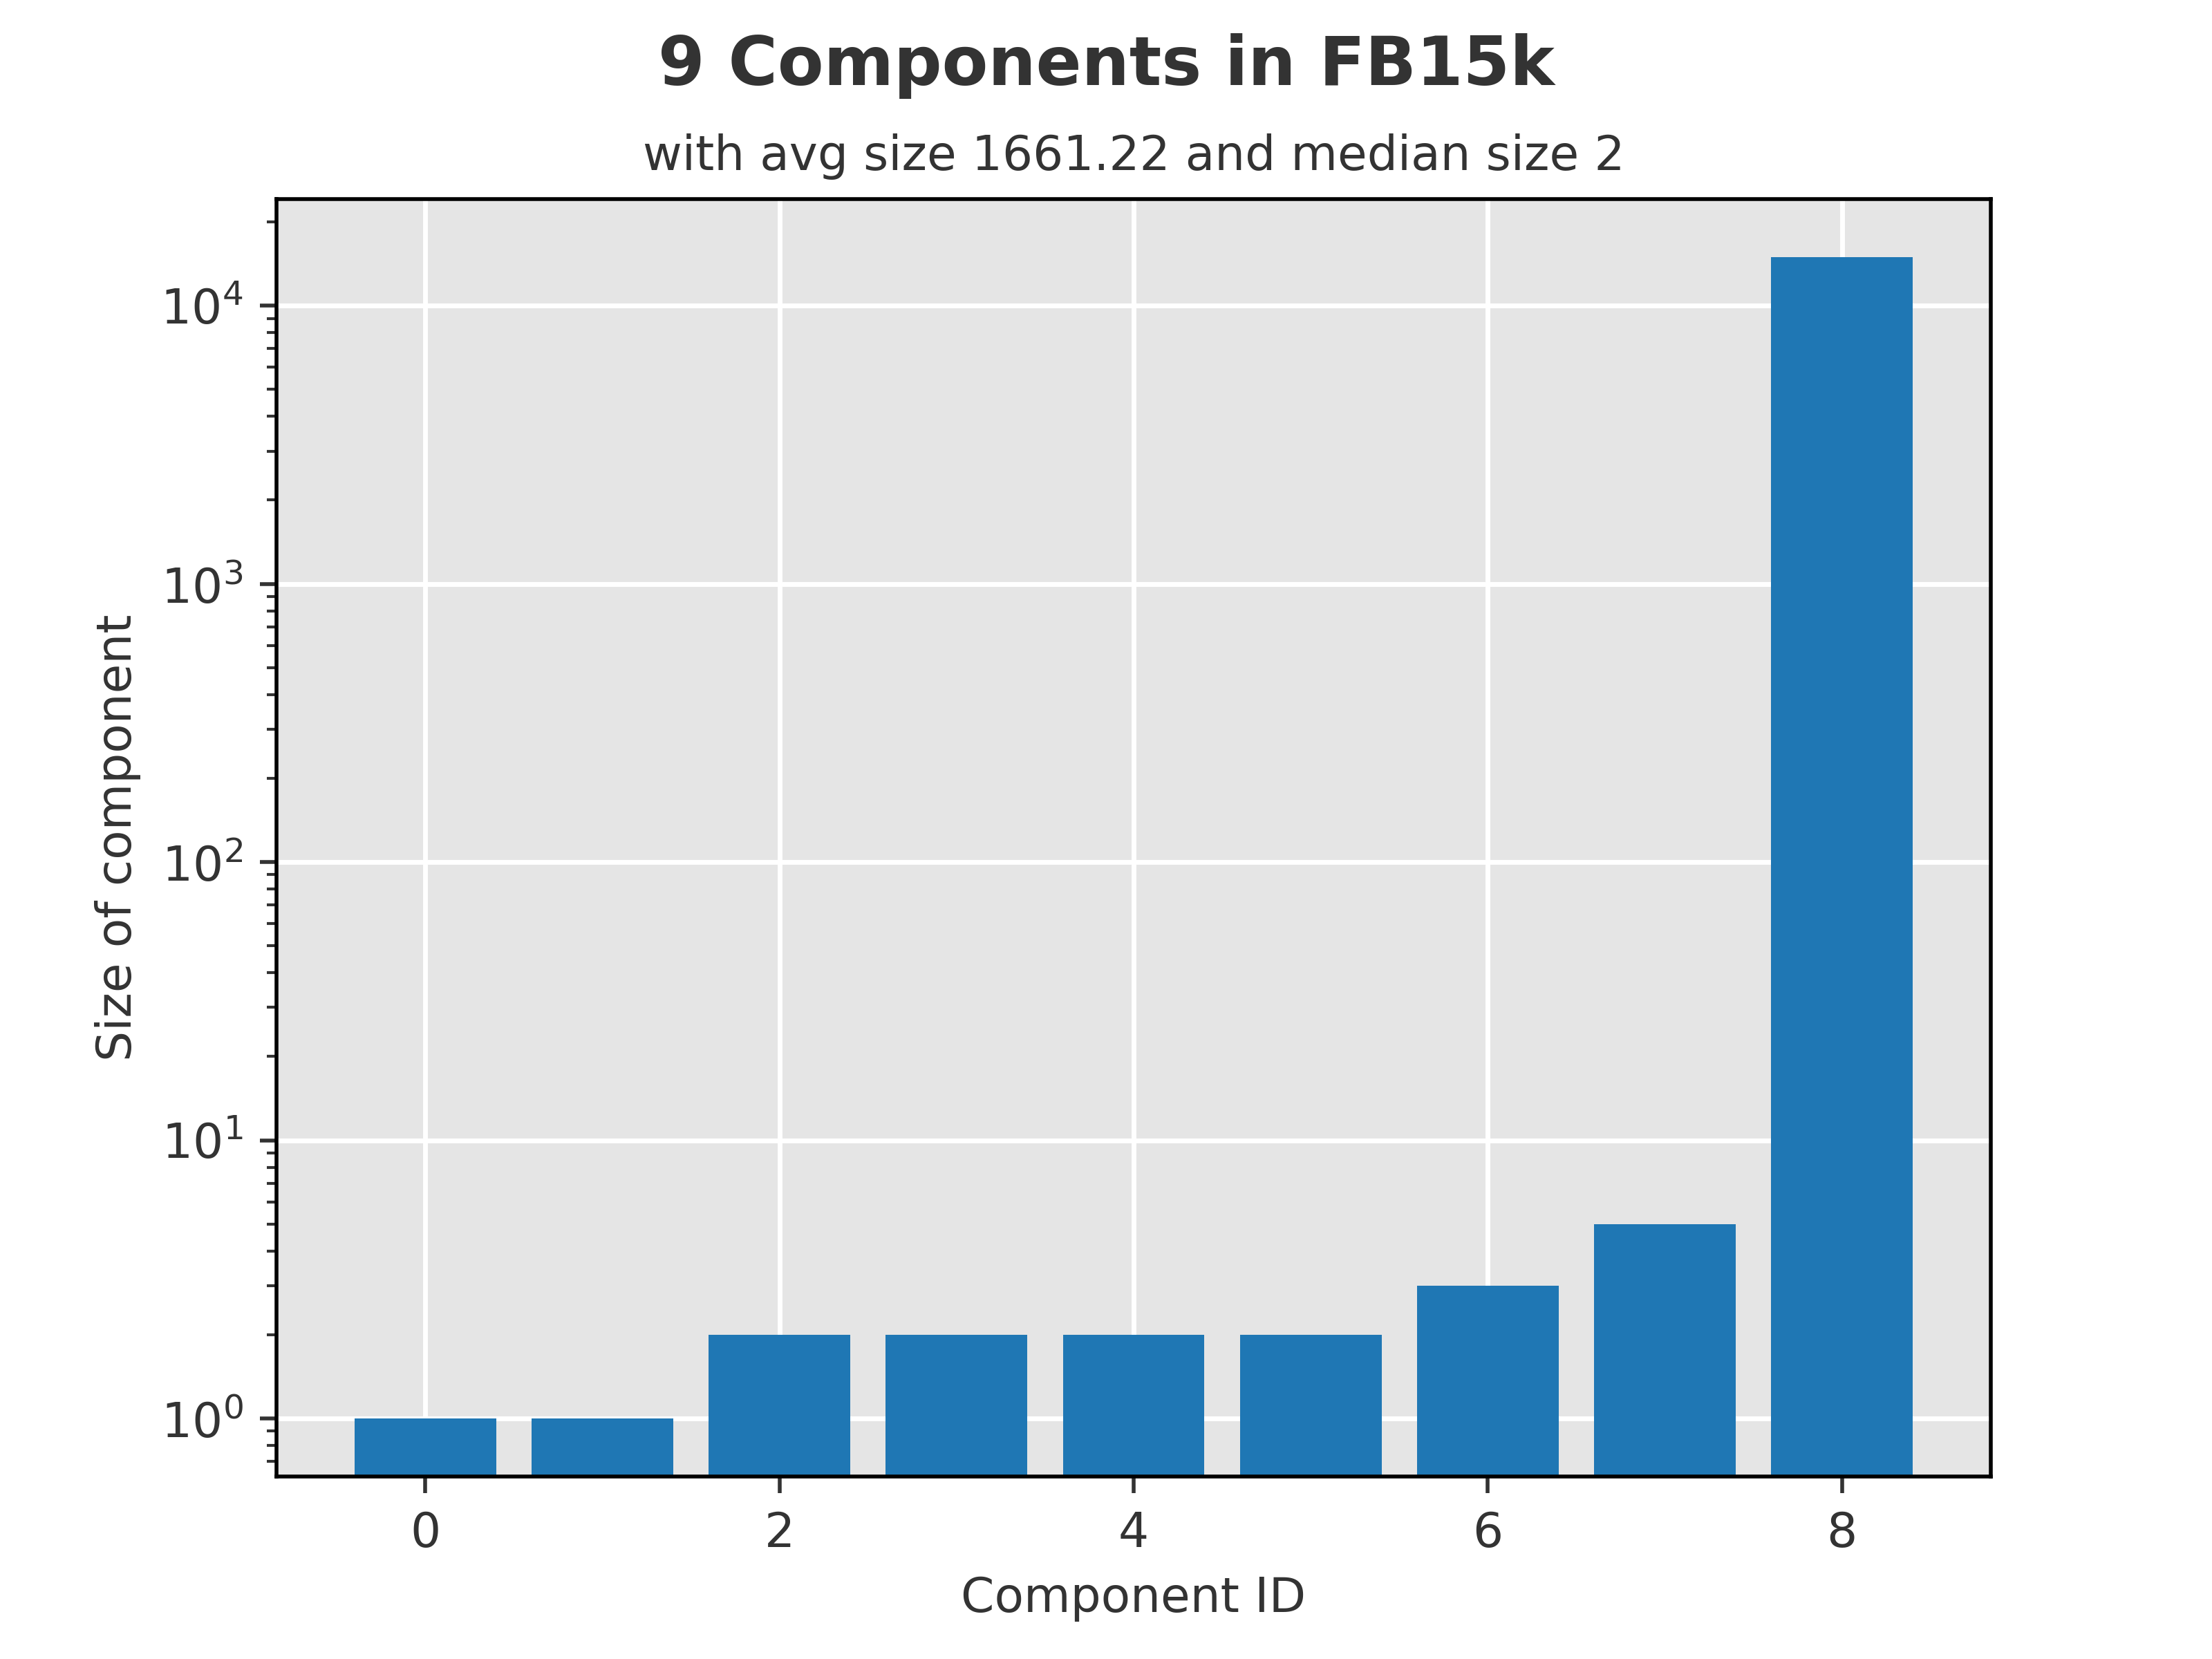 9 Components in FB15k
with avg size 1661.22 and median size 2
Size of component
10⁴
10³
10²
10¹
10⁰
0 2 4 6 8
Component ID